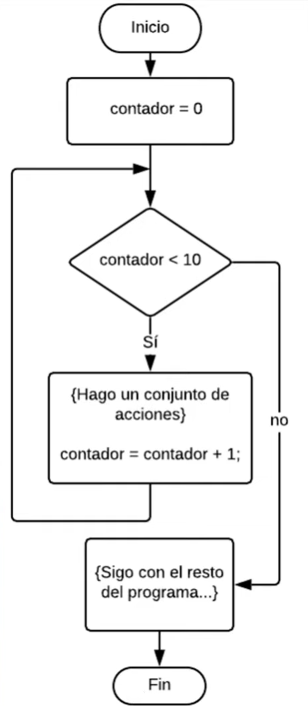 Inicio
contador = 0
contador < 10
Sí
{Hago un conjunto de
acciones}
contador = contador + 1;
no
{Sigo con el resto
del programa...}
Fin